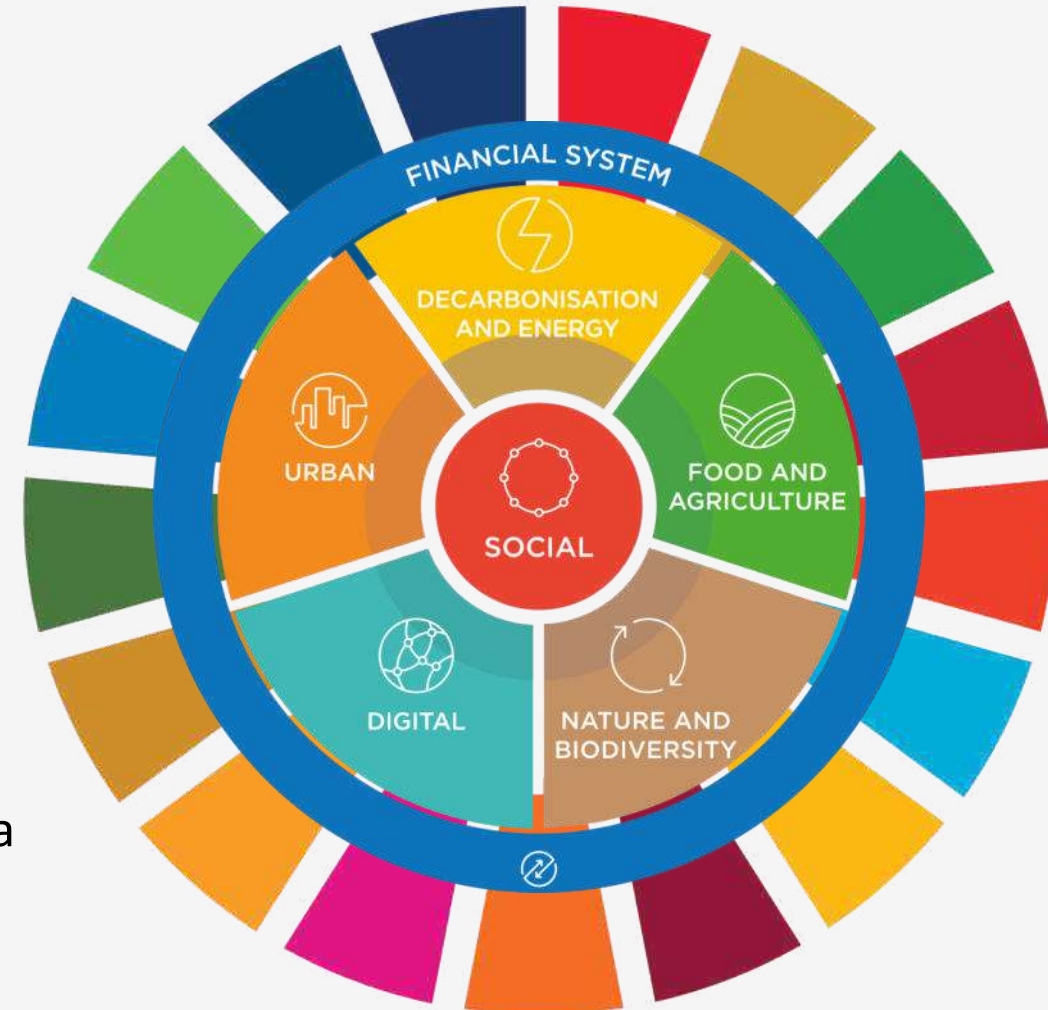 FINANCIAL SYSTEM
DECARBONISATION
AND ENERGY
URBAN
FOOD AND
AGRICULTURE
SOCIAL
DIGITAL
NATURE AND
BIODIVERSITY
a